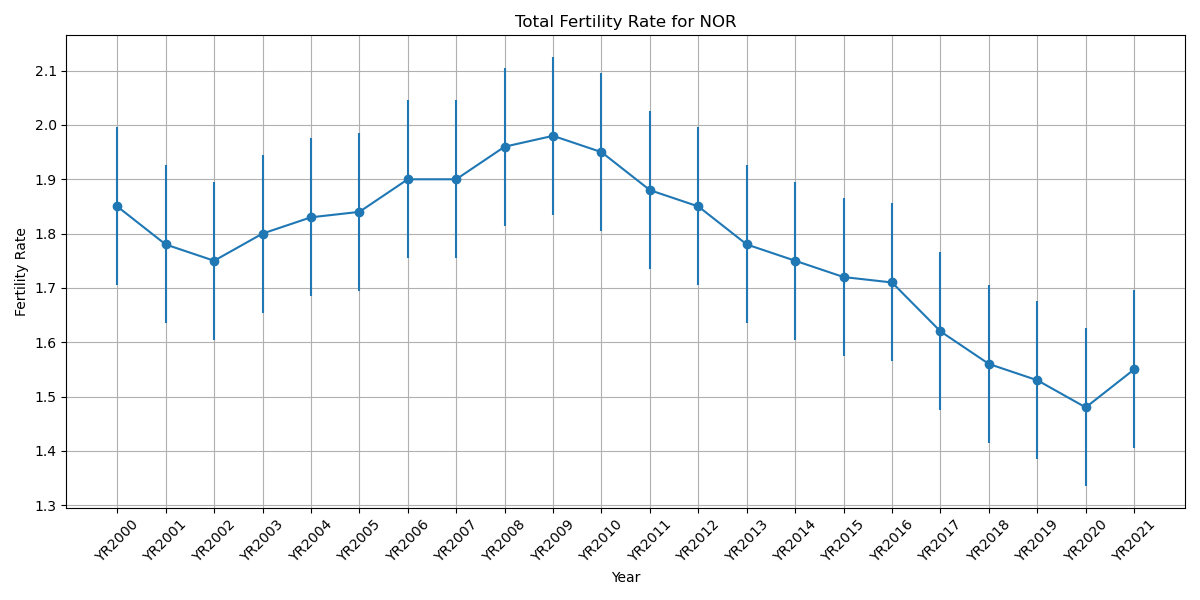 Total Fertility Rate for NOR
Fertility Rate
2.1
2.0
1.9
1.8
1.7
1.6
1.5
1.4
1.3
YR2000
YR2001
YR2002
YR2003
YR2004
YR2005
YR2006
YR2007
YR2008
YR2009
YR2010
YR2011
YR2012
YR2013
YR2014
YR2015
YR2016
YR2017
YR2018
YR2019
YR2020
YR2021
Year